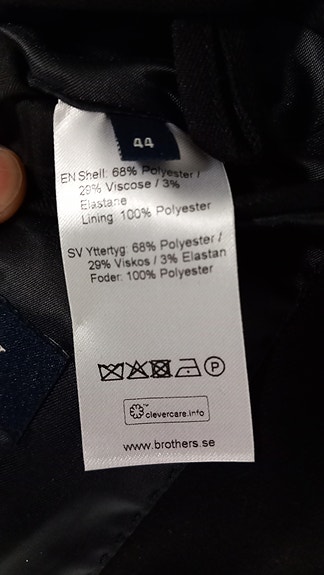 44
EN Shell: 68% Polyester /
29% Viscose / 3%
Elastane
Lining: 100% Polyester
SV Yttertyg: 68% Polyester /
29% Viskos / 3% Elastan
Foder: 100% Polyester
P
TM
clevercare.info
www.brothers.se